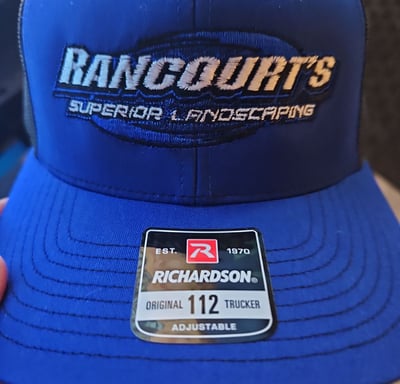 RANCOURT'S
SUPERIOR LANDSCAPING
EST. R 1970
RICHARDSON®
ORIGINAL 112 TRUCKER
ADJUSTABLE